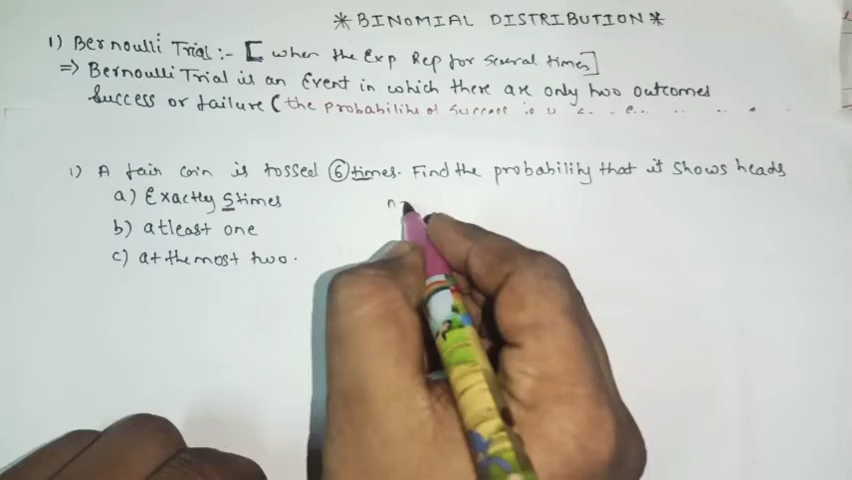 *BINOMIAL DISTRIBUTION*
1) Bernoulli Trial :- [ when the Exp Rep for several times]
=> Bernoulli Trial is an Event in which there are only two outcomes
Success or failure ( the probability of success is
1) A fair coin is tossed 6 times. Find the probability that it shows heads
a) Exactly 5 times
b) atleast one
c) at the most two.
n